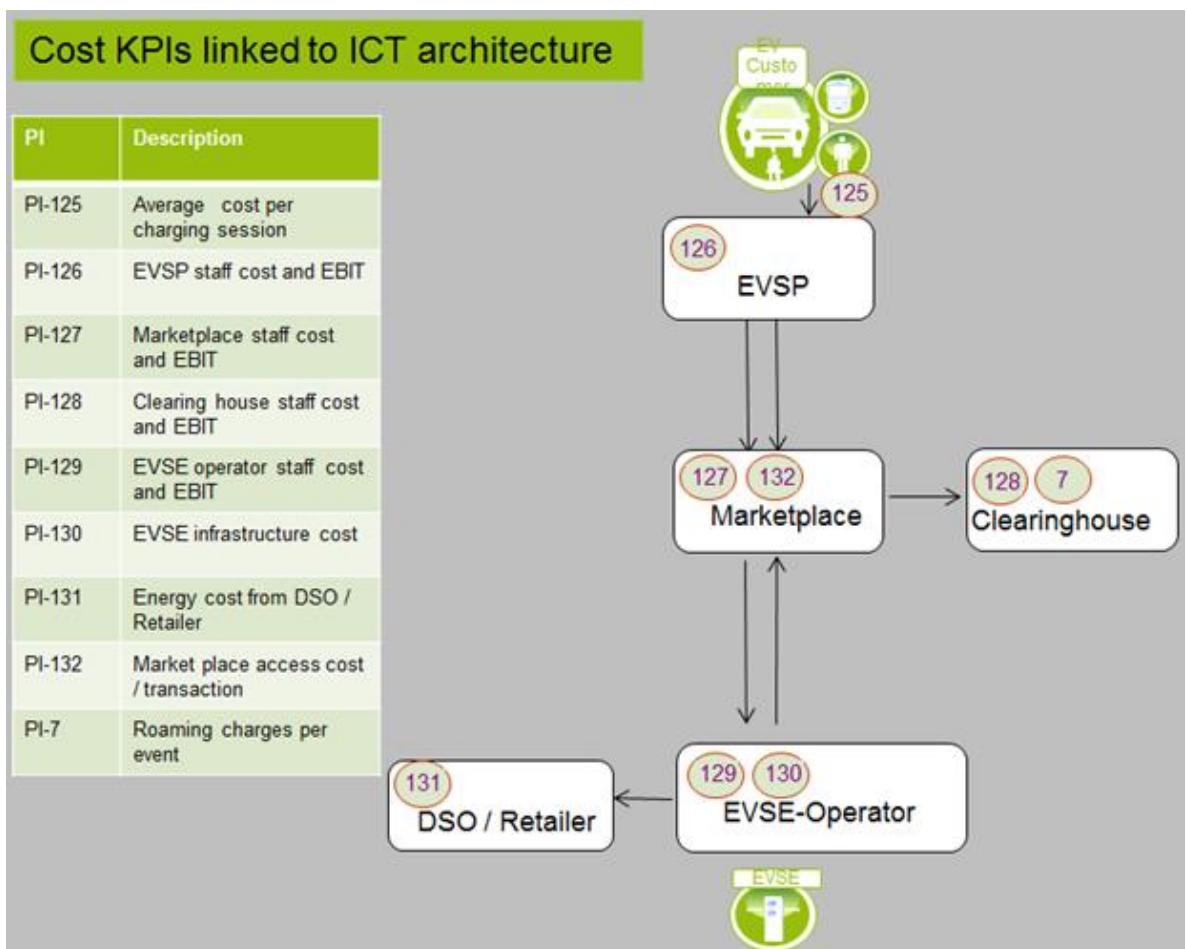 Cost KPIs linked to ICT architecture
PI Description
PI-125 Average cost per
charging session
PI-126 EVSP staff cost and EBIT
PI-127 Marketplace staff cost
and EBIT
PI-128 Clearing house staff cost
and EBIT
PI-129 EVSE operator staff cost
and EBIT
PI-130 EVSE infrastructure cost
PI-131 Energy cost from DSO /
Retailer
PI-132 Market place access cost
/ transaction
PI-7 Roaming charges per
event
EV
Custo
mer
125
126
EVSP
127 132
Marketplace
128 7
Clearinghouse
131
DSO / Retailer
129 130
EVSE-Operator
EVSE